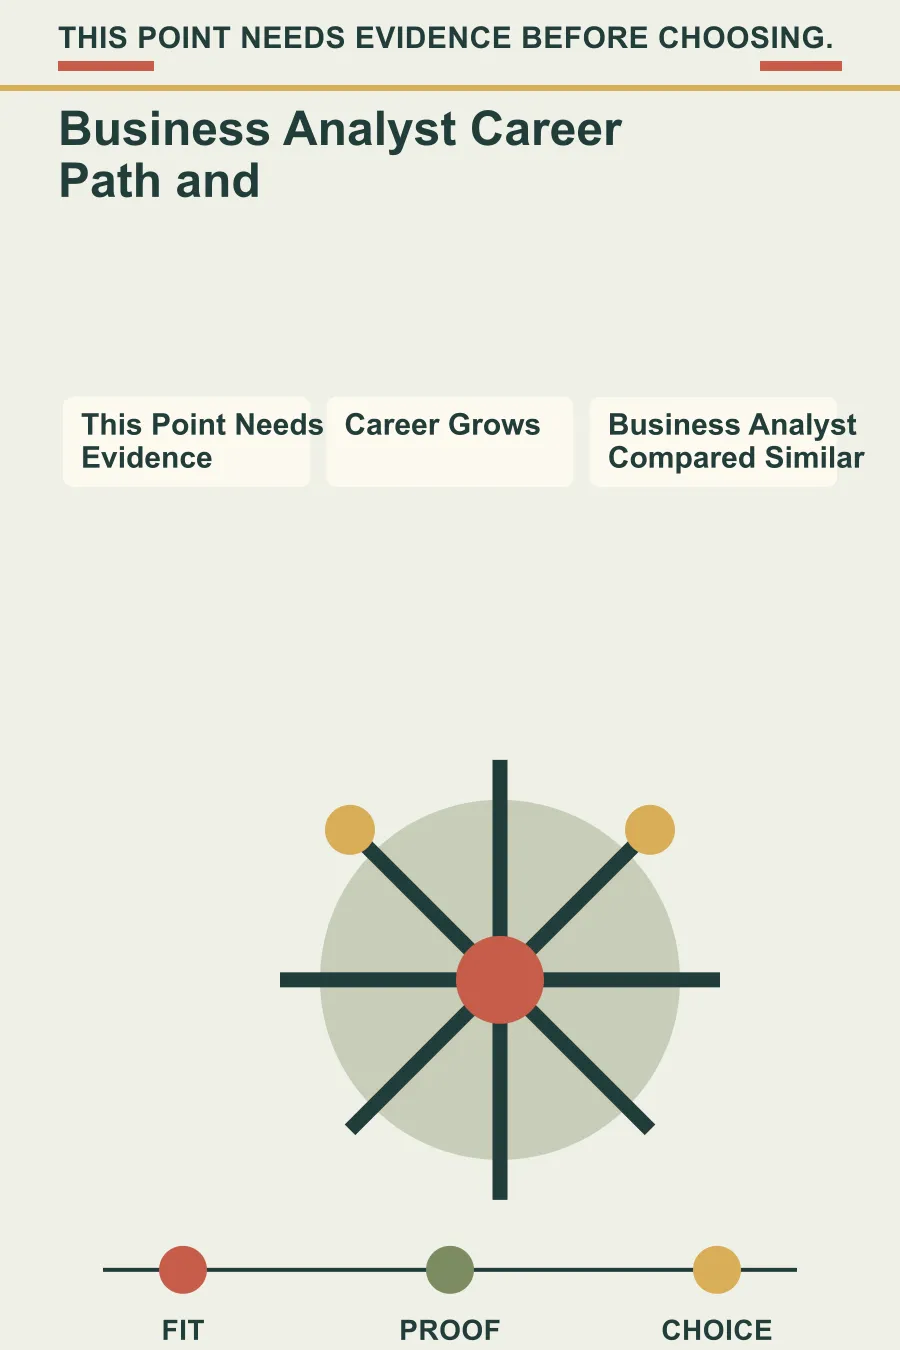 THIS POINT NEEDS EVIDENCE BEFORE CHOOSING.
Business Analyst Career
Path and
This Point Needs
Evidence
Career Grows
Business Analyst
Compared Similar
FIT
PROOF
CHOICE